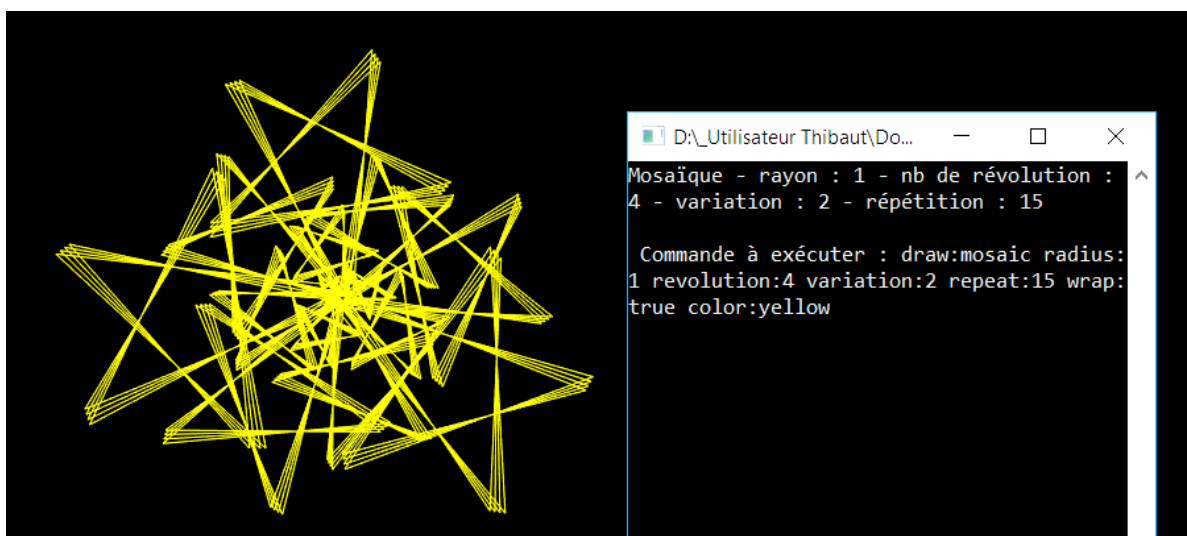 D:\_Utilisateur Thibaut\Do...
Mosaïque - rayon : 1 - nb de révolution :
4 - variation : 2 - répétition : 15
Commande à exécuter : draw:mosaic radius:
1 revolution:4 variation:2 repeat:15 wrap:
true color:yellow